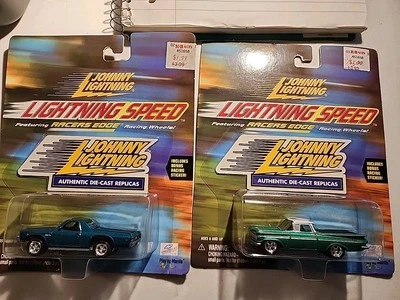 JOHNNY
LIGHTNING
LIGHTNING SPEED
Featuring RACERS EDGE Racing Wheels!
JOHNNY
LIGHTNING
INCLUDES
BONUS
RACING
STICKER!
AUTHENTIC DIE-CAST REPLICAS
JOHNNY
LIGHTNING
LIGHTNING SPEED
Featuring RACERS EDGE Racing Wheels!
JOHNNY
LIGHTNING
INCLUDES
BONUS
RACING
STICKER!
AUTHENTIC DIE-CAST REPLICAS
WARNING: